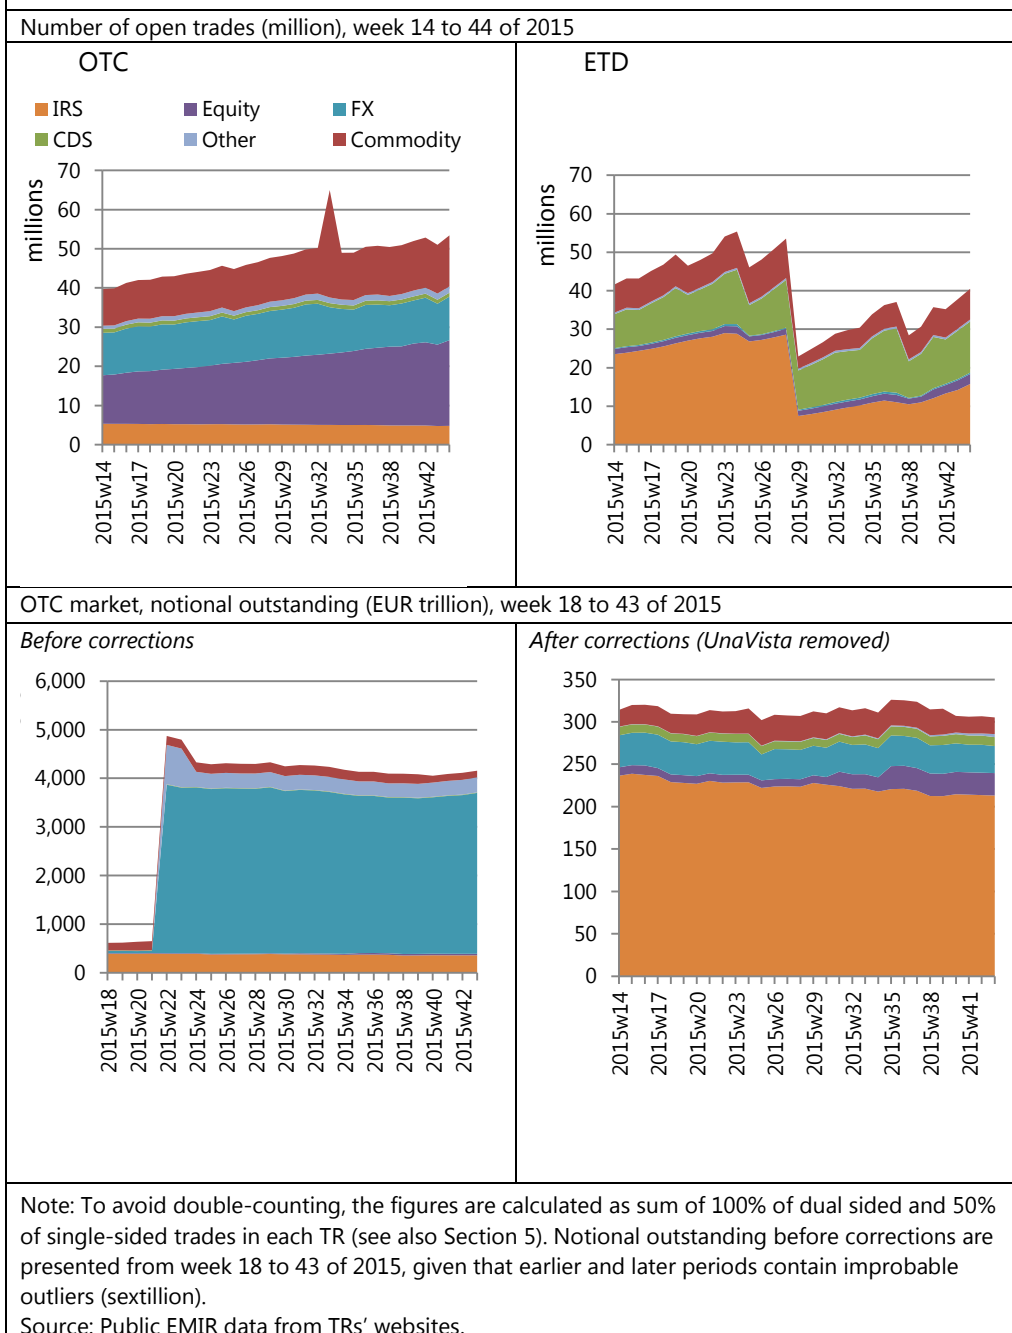 Number of open trades (million), week 14 to 44 of 2015
OTC
IRS Equity FX
CDS Other Commodity
millions
70
60
50
40
30
20
10
0
2015w14
2015w17
2015w20
2015w23
2015w26
2015w29
2015w32
2015w35
2015w38
2015w42
ETD
millions
70
60
50
40
30
20
10
0
2015w14
2015w17
2015w20
2015w23
2015w26
2015w29
2015w32
2015w35
2015w38
2015w42
OTC market, notional outstanding (EUR trillion), week 18 to 43 of 2015
Before corrections
6,000
5,000
4,000
3,000
2,000
1,000
0
2015w18
2015w20
2015w22
2015w24
2015w26
2015w28
2015w30
2015w32
2015w34
2015w36
2015w38
2015w40
2015w42
After corrections (UnaVista removed)
350
300
250
200
150
100
50
0
2015w14
2015w17
2015w20
2015w23
2015w26
2015w29
2015w32
2015w35
2015w38
2015w41
Note: To avoid double-counting, the figures are calculated as sum of 100% of dual sided and 50%
of single-sided trades in each TR (see also Section 5). Notional outstanding before corrections are
presented from week 18 to 43 of 2015, given that earlier and later periods contain improbable
outliers (sextillion).
Source: Public EMIR data from TRs' websites.